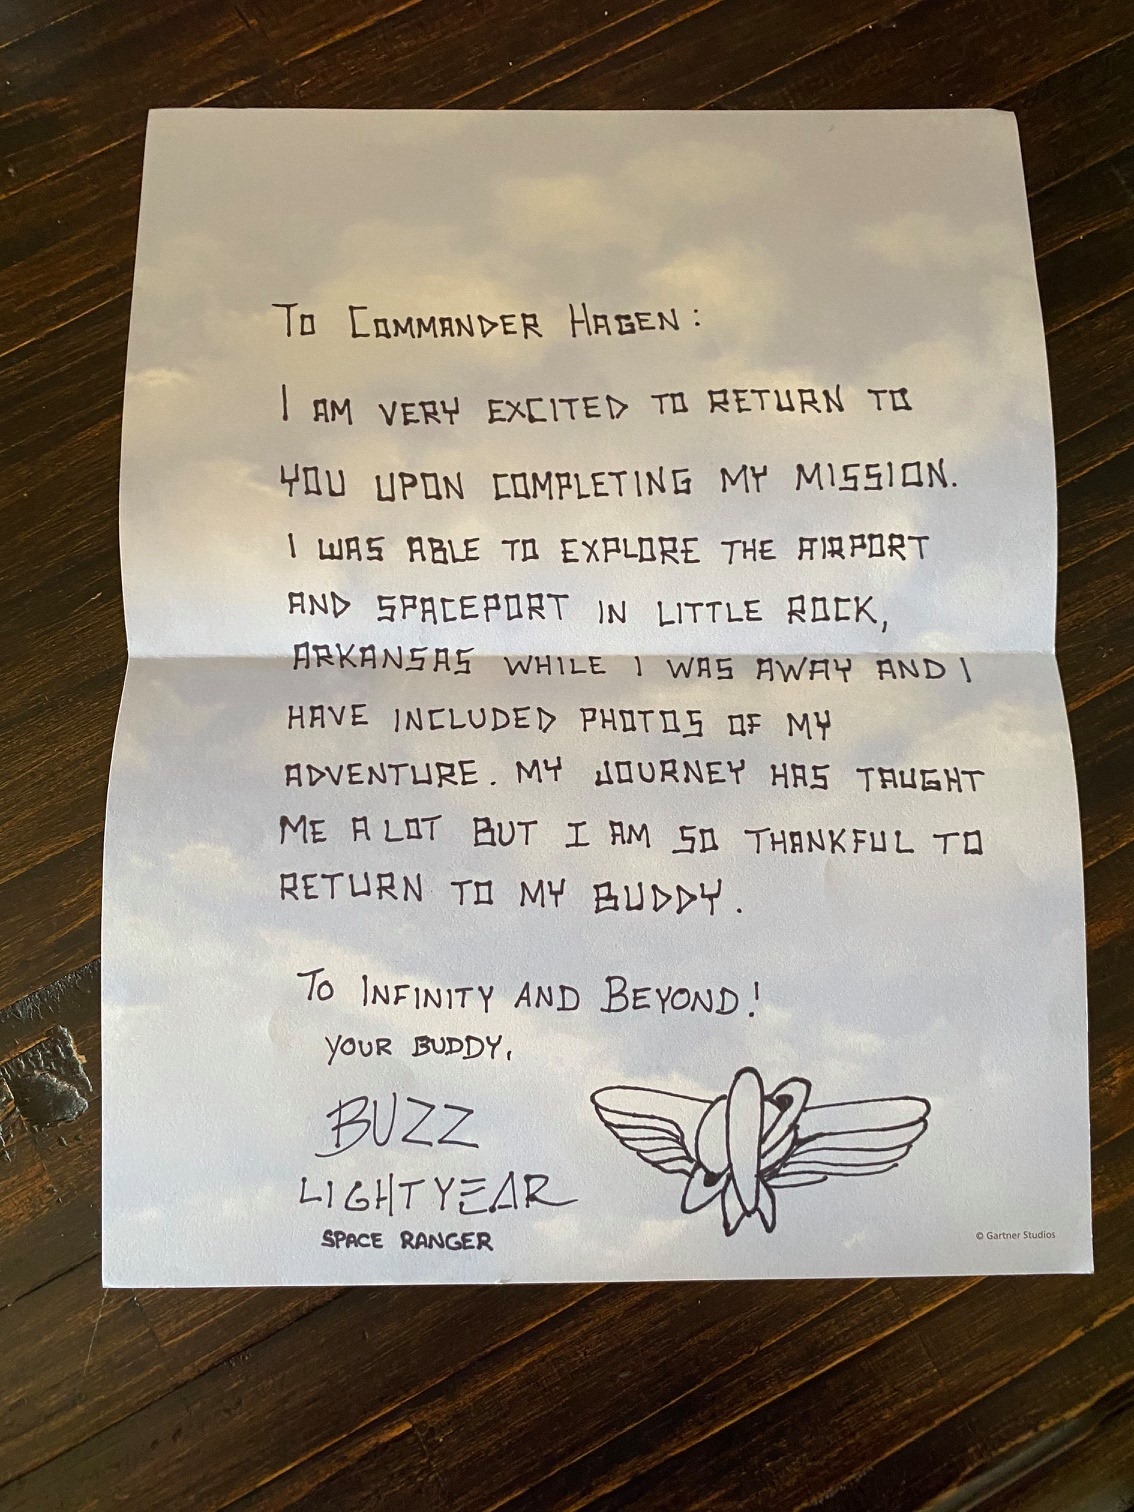 To Commander Hagen:
I AM VERY EXCITED TO RETURN TO
YOU UPON COMPLETING MY MISSION.
I WAS ABLE TO EXPLORE THE AIRPORT
AND SPACEPORT IN LITTLE ROCK,
ARKANSAS WHILE I WAS AWAY AND I
HAVE INCLUDED PHOTOS OF MY
ADVENTURE. MY JOURNEY HAS TAUGHT
ME A LOT BUT I AM SO THANKFUL TO
RETURN TO MY BUDDY.
To Infinity and Beyond!
YOUR BUDDY,
BUZZ
LIGHTYEAR
SPACE RANGER
© Gartner Studios